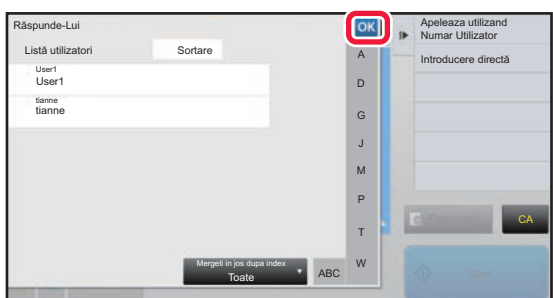 Răspunde-Lui
OK
Listă utilizatori
Sortare
User1
User1
tianne
tianne
A
D
G
J
M
P
T
W
Mergeti in jos dupa index
Toate
ABC
Apeleaza utilizand
Numar Utilizator
Introducere directă
CA
Start